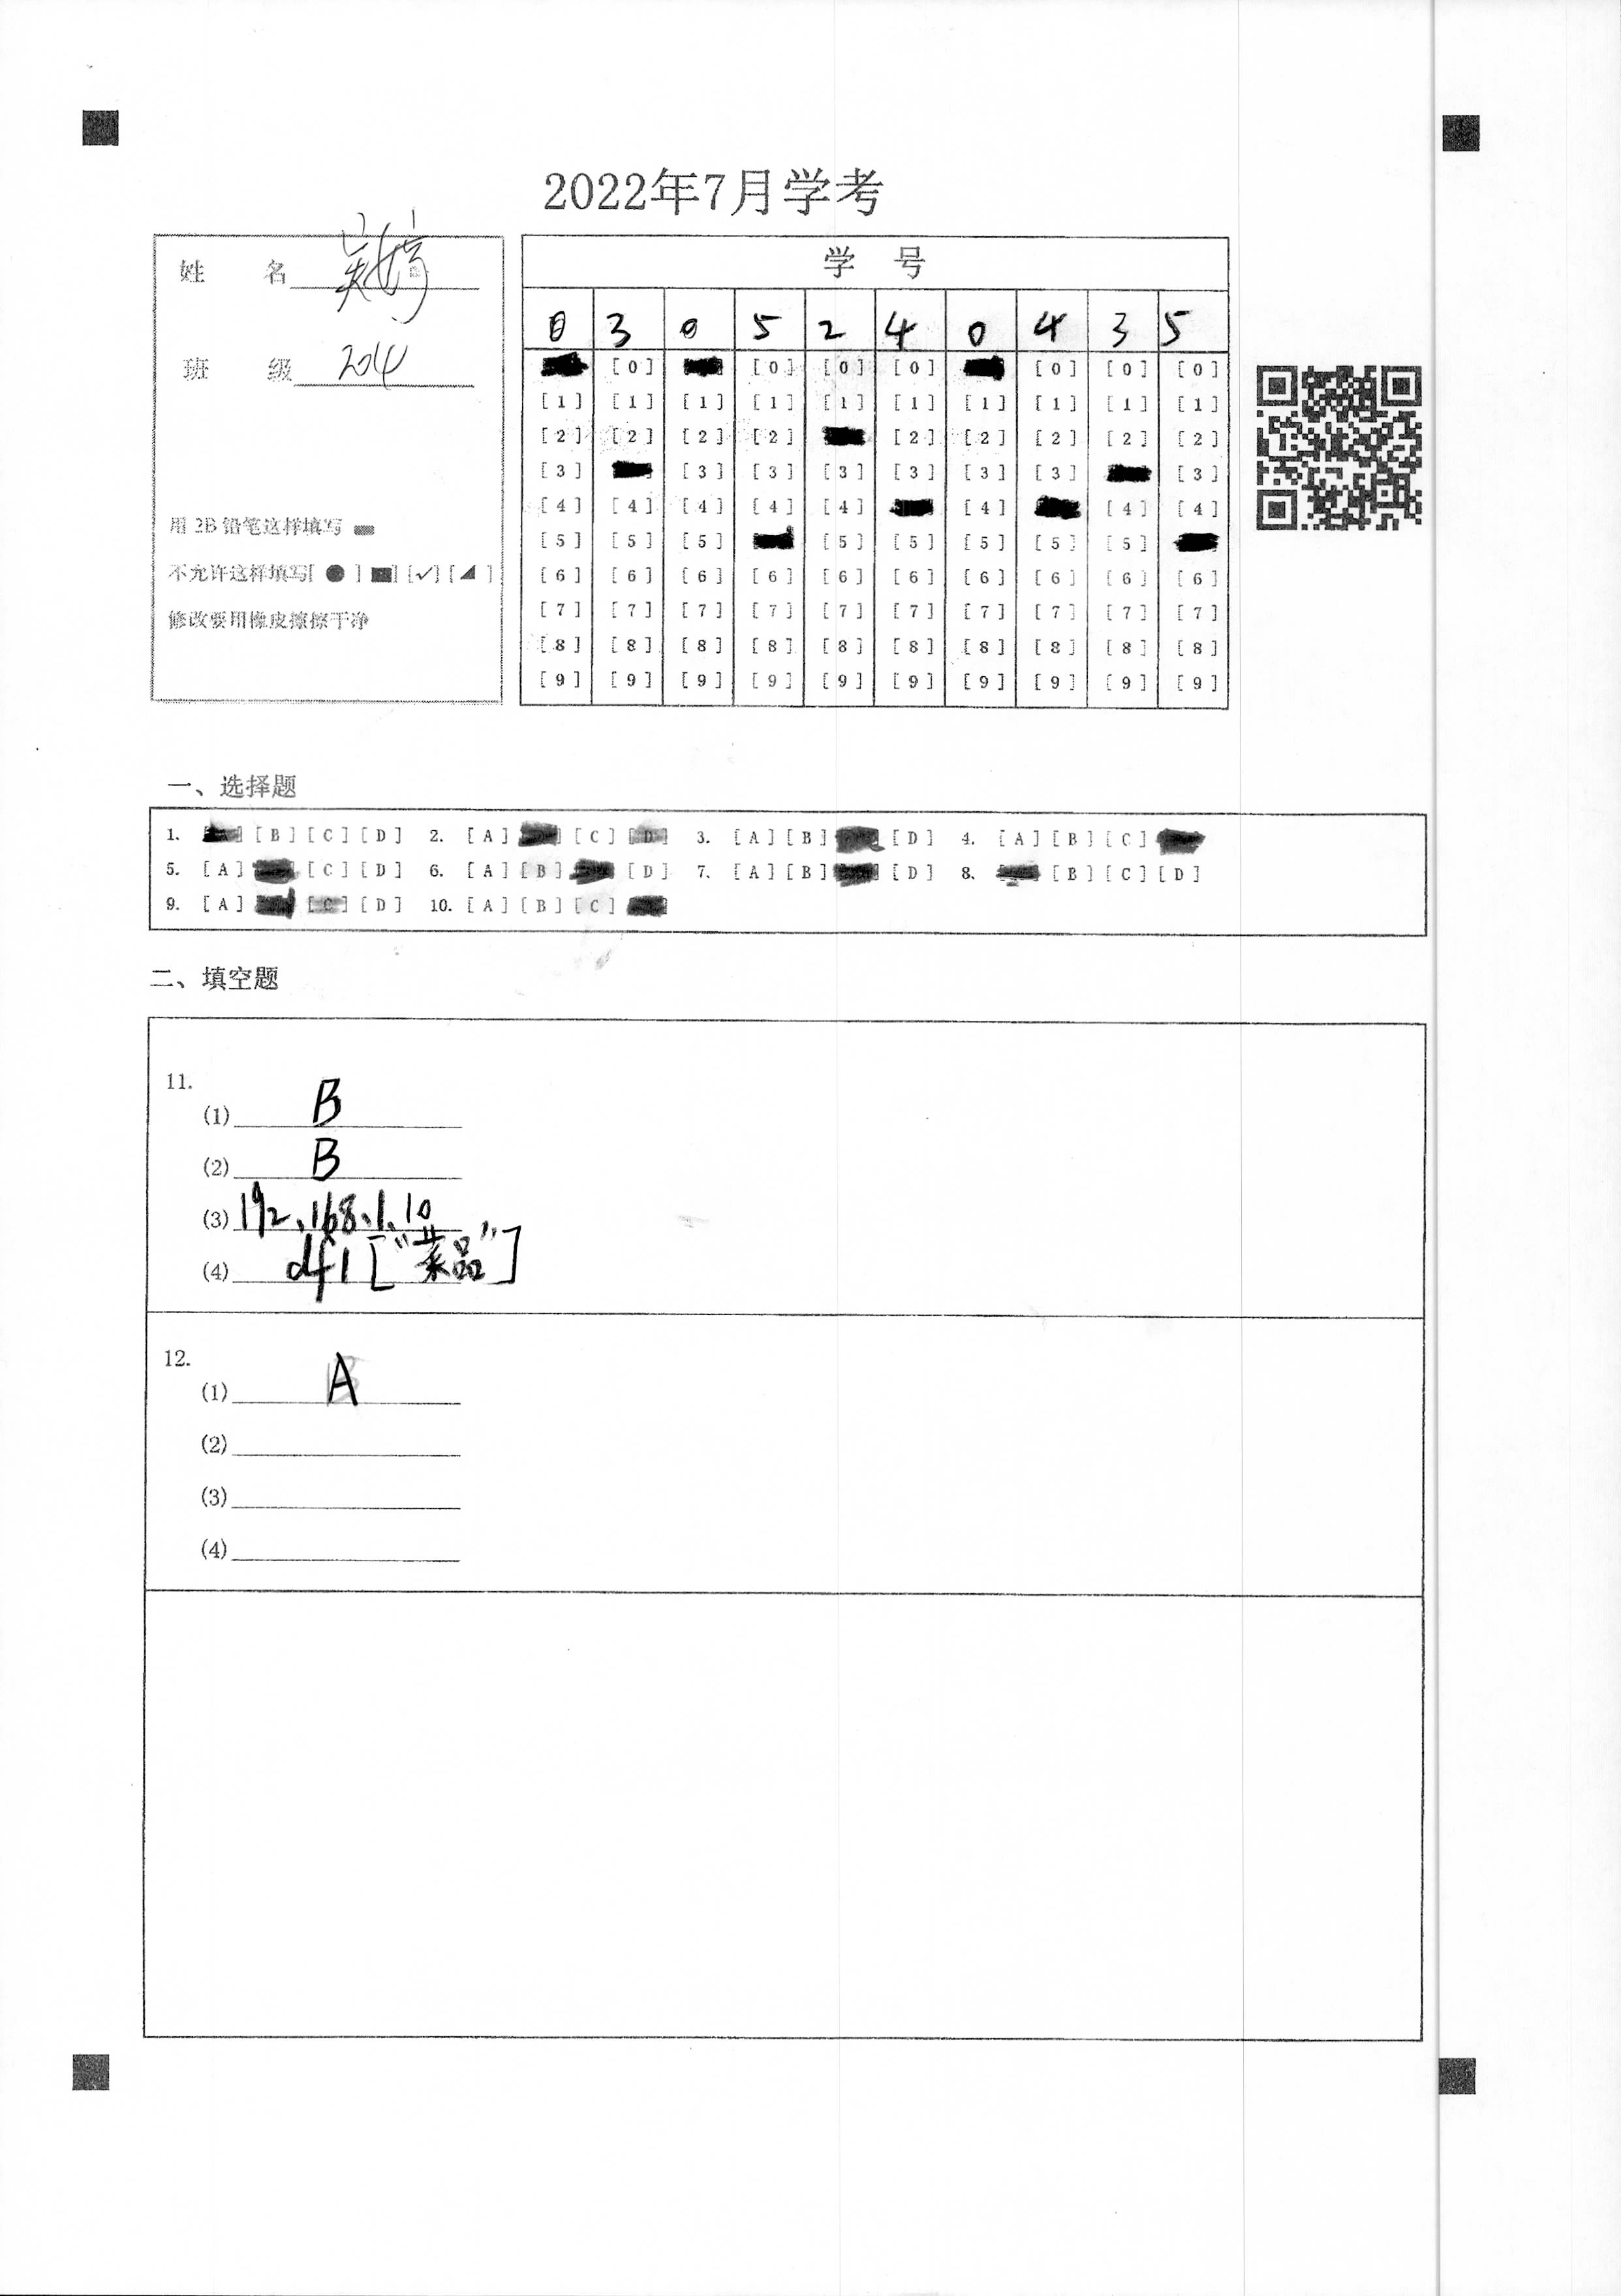 2022年7月学考
姓 名 吴婷
班 级 2014
用 2B 铅笔这样填写
不允许这样填写[ ● ] [■] [✓] [◢ ]
修改要用橡皮擦擦干净
学 号
0 3 0 5 2 4 0 4 3 5
[0] [0] [0] [0] [0] [0] [0]
[1] [1] [1] [1] [1] [1] [1] [1] [1] [1]
[2] [2] [2] [2] [2] [2] [2] [2] [2]
[3] [3] [3] [3] [3] [3] [3] [3]
[4] [4] [4] [4] [4] [4] [4] [4]
[5] [5] [5] [5] [5] [5] [5] [5]
[6] [6] [6] [6] [6] [6] [6] [6] [6] [6]
[7] [7] [7] [7] [7] [7] [7] [7] [7] [7]
[8] [8] [8] [8] [8] [8] [8] [8] [8] [8]
[9] [9] [9] [9] [9] [9] [9] [9] [9] [9]
一、选择题
1. [A] [B] [C] [D] 2. [A] [C] [D] 3. [A] [B] [D] 4. [A] [B] [C]
5. [A] [C] [D] 6. [A] [B] [D] 7. [A] [B] [D] 8. [B] [C] [D]
9. [A] [C] [D] 10. [A] [B] [C]
二、填空题
11.
(1) B
(2) B
(3) 192.168.1.10
(4) df1["菜品"]
12.
(1) A
(2)
(3)
(4)